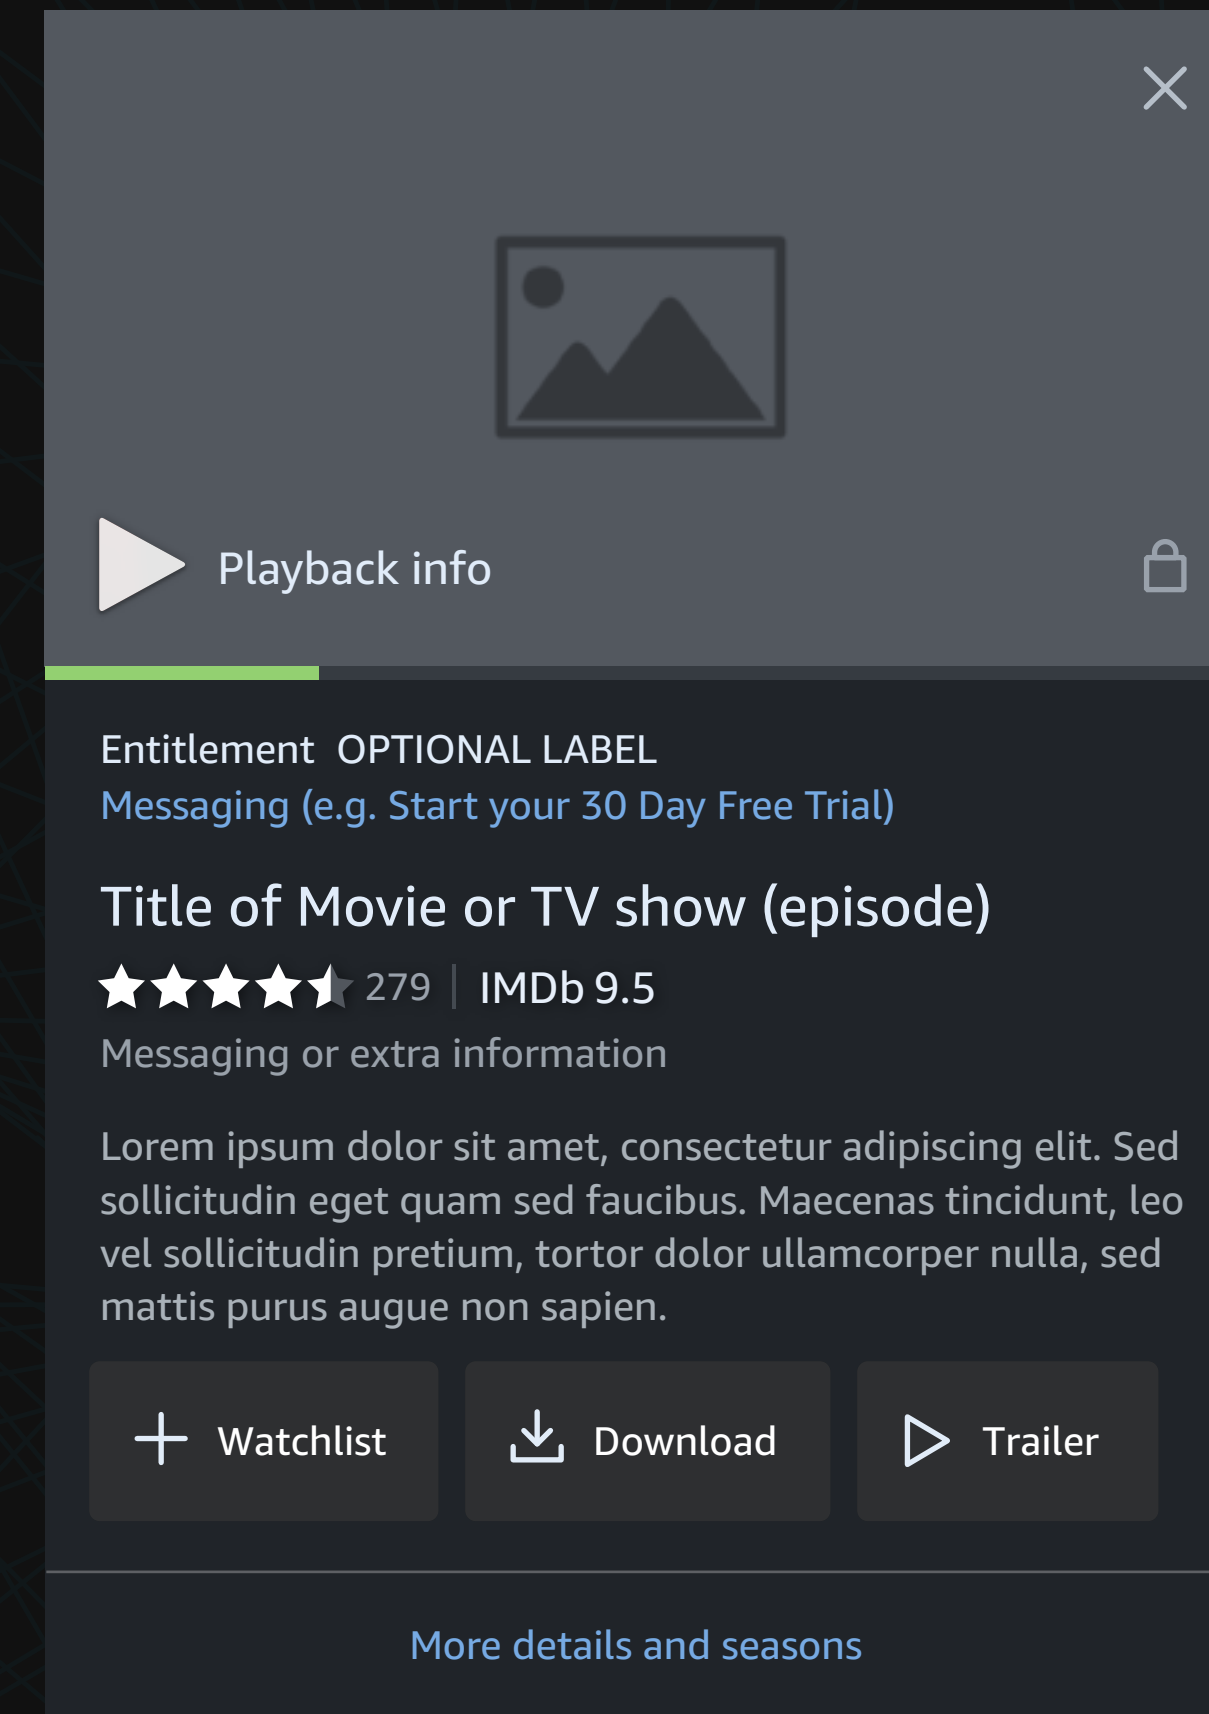 Playback info
Entitlement OPTIONAL LABEL
Messaging (e.g. Start your 30 Day Free Trial)
Title of Movie or TV show (episode)
279 | IMDb 9.5
Messaging or extra information
Lorem ipsum dolor sit amet, consectetur adipiscing elit. Sed
sollicitudin eget quam sed faucibus. Maecenas tincidunt, leo
vel sollicitudin pretium, tortor dolor ullamcorper nulla, sed
mattis purus augue non sapien.
Watchlist Download Trailer
More details and seasons